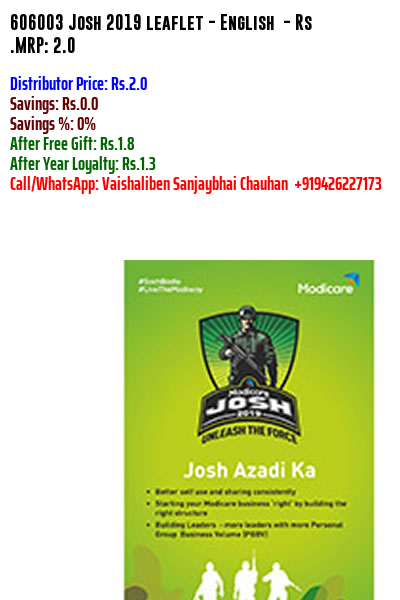 606003 Josh 2019 leaflet - English - Rs
.MRP: 2.0
Distributor Price: Rs.2.0
Savings: Rs.0.0
Savings %: 0%
After Free Gift: Rs.1.8
After Year Loyalty: Rs.1.3
Call/WhatsApp: Vaishaliben Sanjaybhai Chauhan +919426227173
#SochBadlo
#LiveTheModiway
Modicare
Modicare
JOSH
2019
UNLEASH THE FORCE
Josh Azadi Ka
• Better self use and sharing consistently
• Starting your Modicare business 'right' by building the
right structure
• Building Leaders - more leaders with more Personal
Group Business Volume (PGBV)